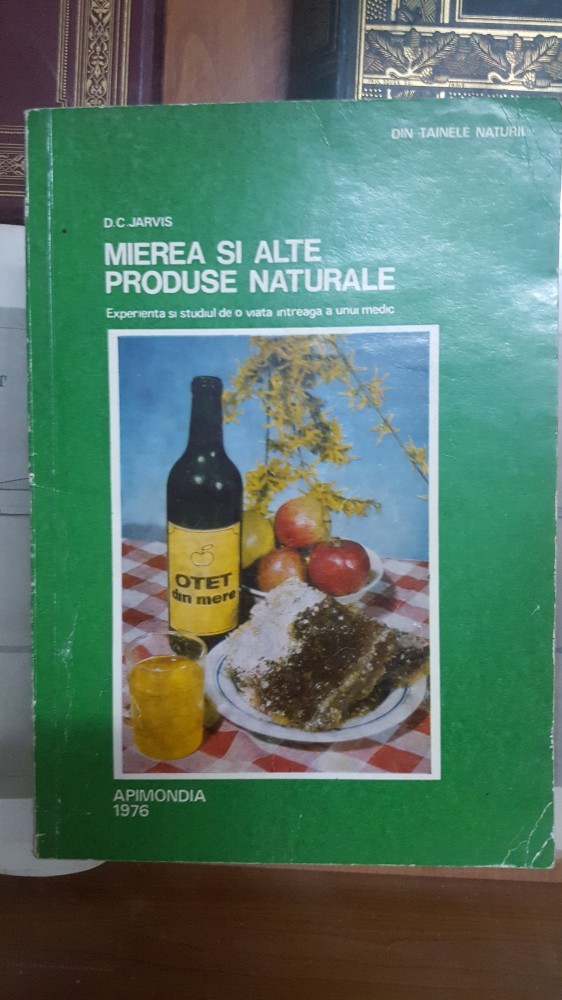 DIN TAINELE NATURII
D.C. JARVIS
MIEREA SI ALTE
PRODUSE NATURALE
Experienta si studiul de o viata intreaga a unui medic
OTET
din mere
APIMONDIA
1976
T